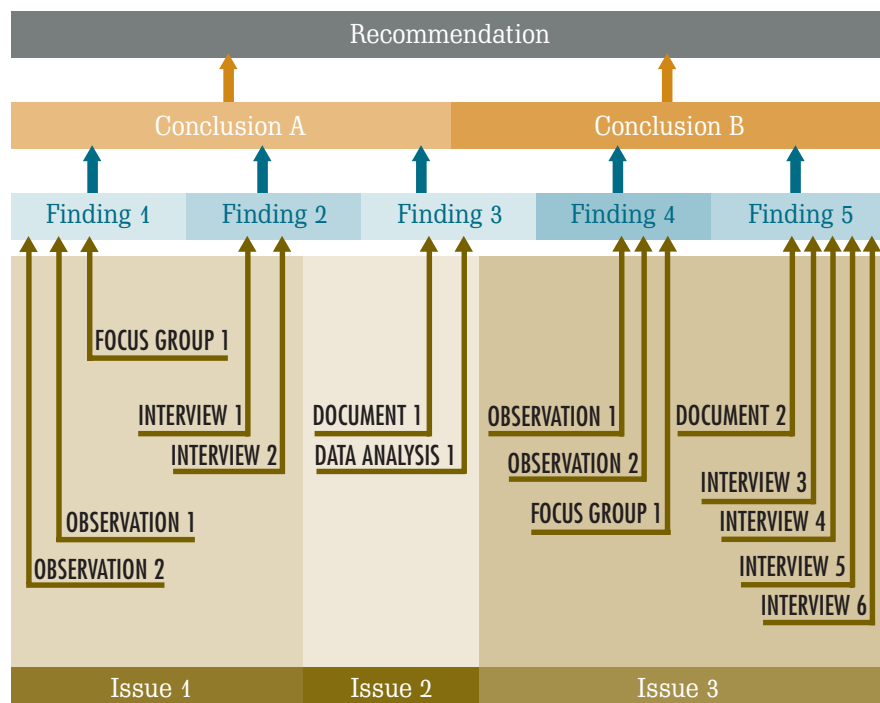 Recommendation
Conclusion A
Conclusion B
Finding 1
Finding 2
Finding 3
Finding 4
Finding 5
FOCUS GROUP 1
INTERVIEW 1
INTERVIEW 2
OBSERVATION 1
OBSERVATION 2
DOCUMENT 1
DATA ANALYSIS 1
OBSERVATION 1
OBSERVATION 2
FOCUS GROUP 1
DOCUMENT 2
INTERVIEW 3
INTERVIEW 4
INTERVIEW 5
INTERVIEW 6
Issue 1
Issue 2
Issue 3